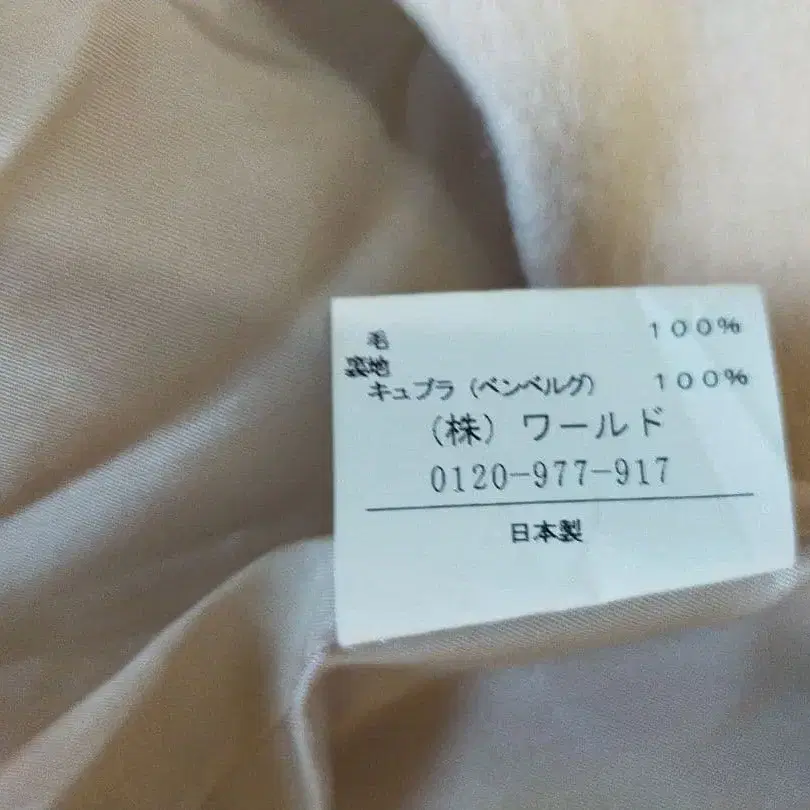 毛 100%
裏地
キュプラ (ベンベルグ) 100%
(株) ワールド
0120-977-917
日本製